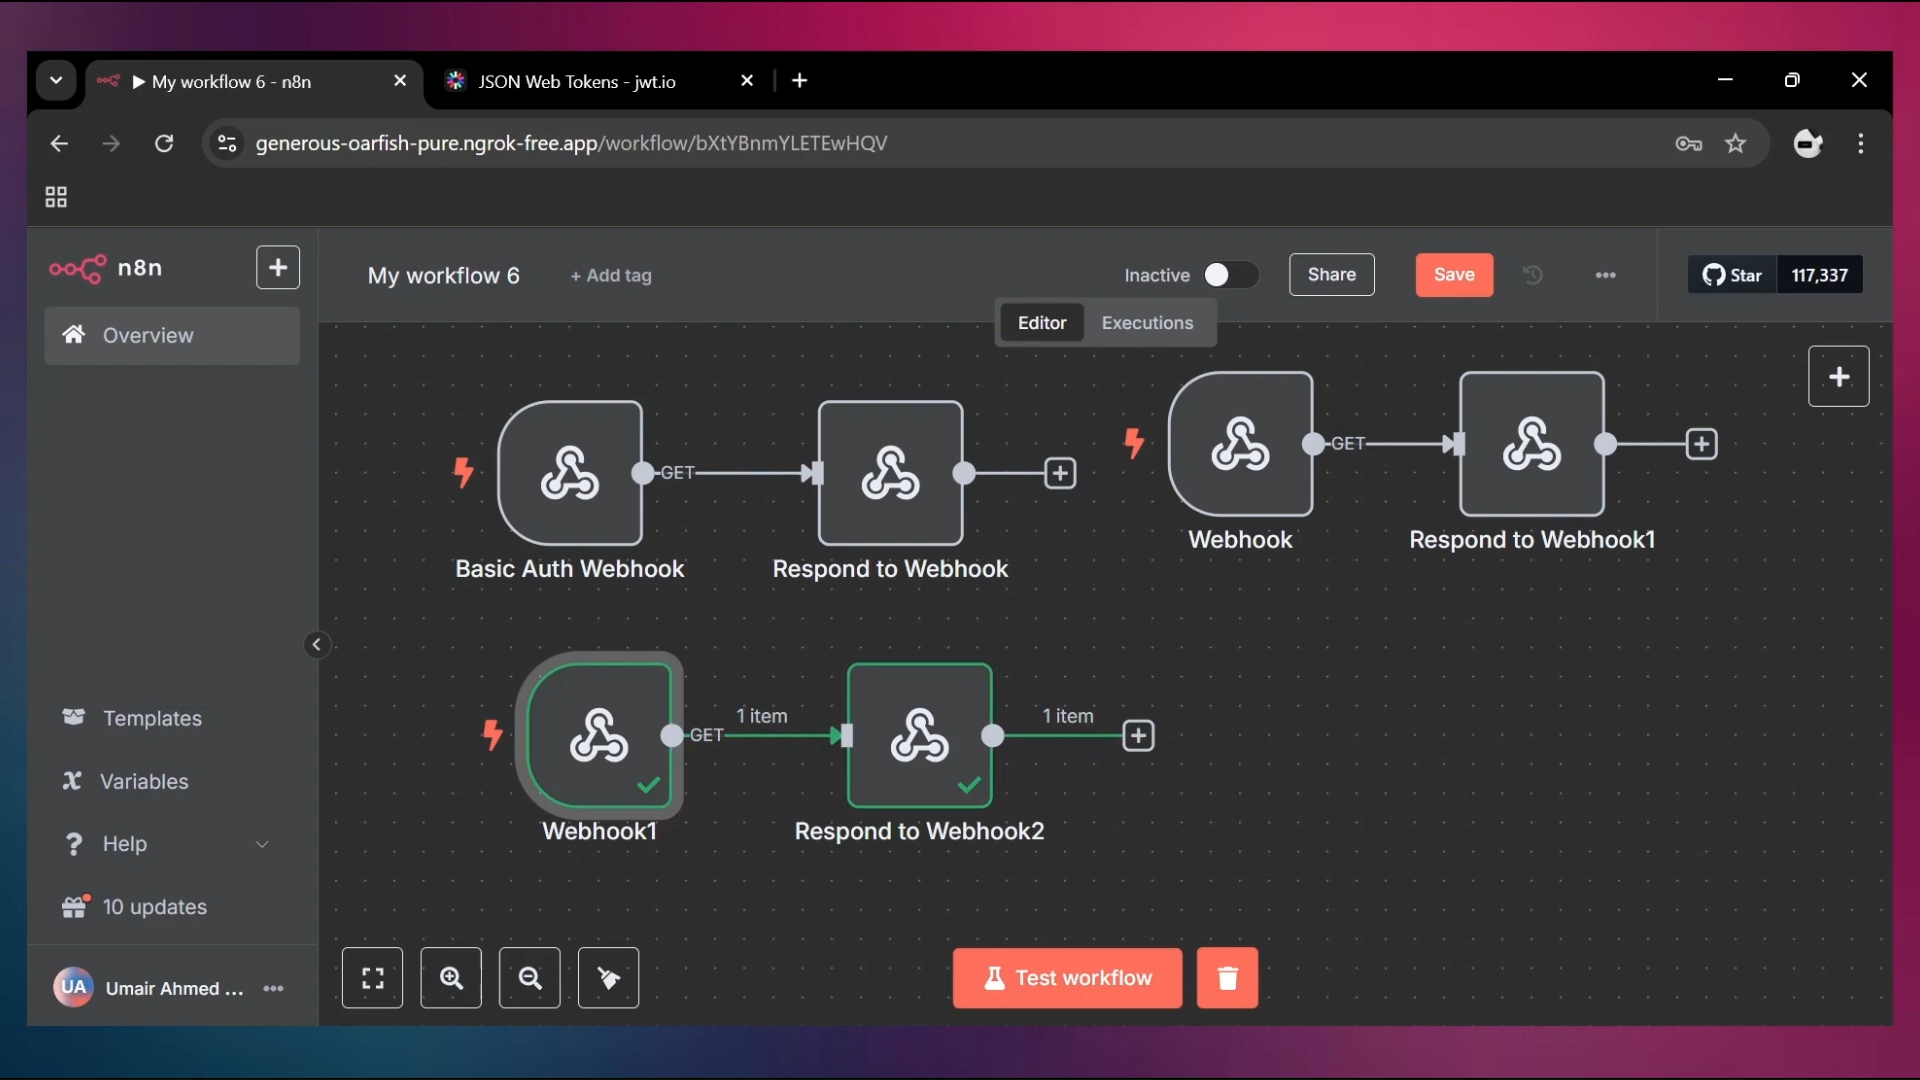 My workflow 6 - n8n
JSON Web Tokens - jwt.io
generous-oarfish-pure.ngrok-free.app/workflow/bXtYBnmYLETEwHQV
n8n
My workflow 6
+ Add tag
Inactive
Share
Save
Star
117,337
Overview
Editor
Executions
GET
GET
Webhook
Respond to Webhook1
Basic Auth Webhook
Respond to Webhook
1 item
1 item
GET
Webhook1
Respond to Webhook2
Templates
Variables
Help
10 updates
UA
Umair Ahmed ...
Test workflow